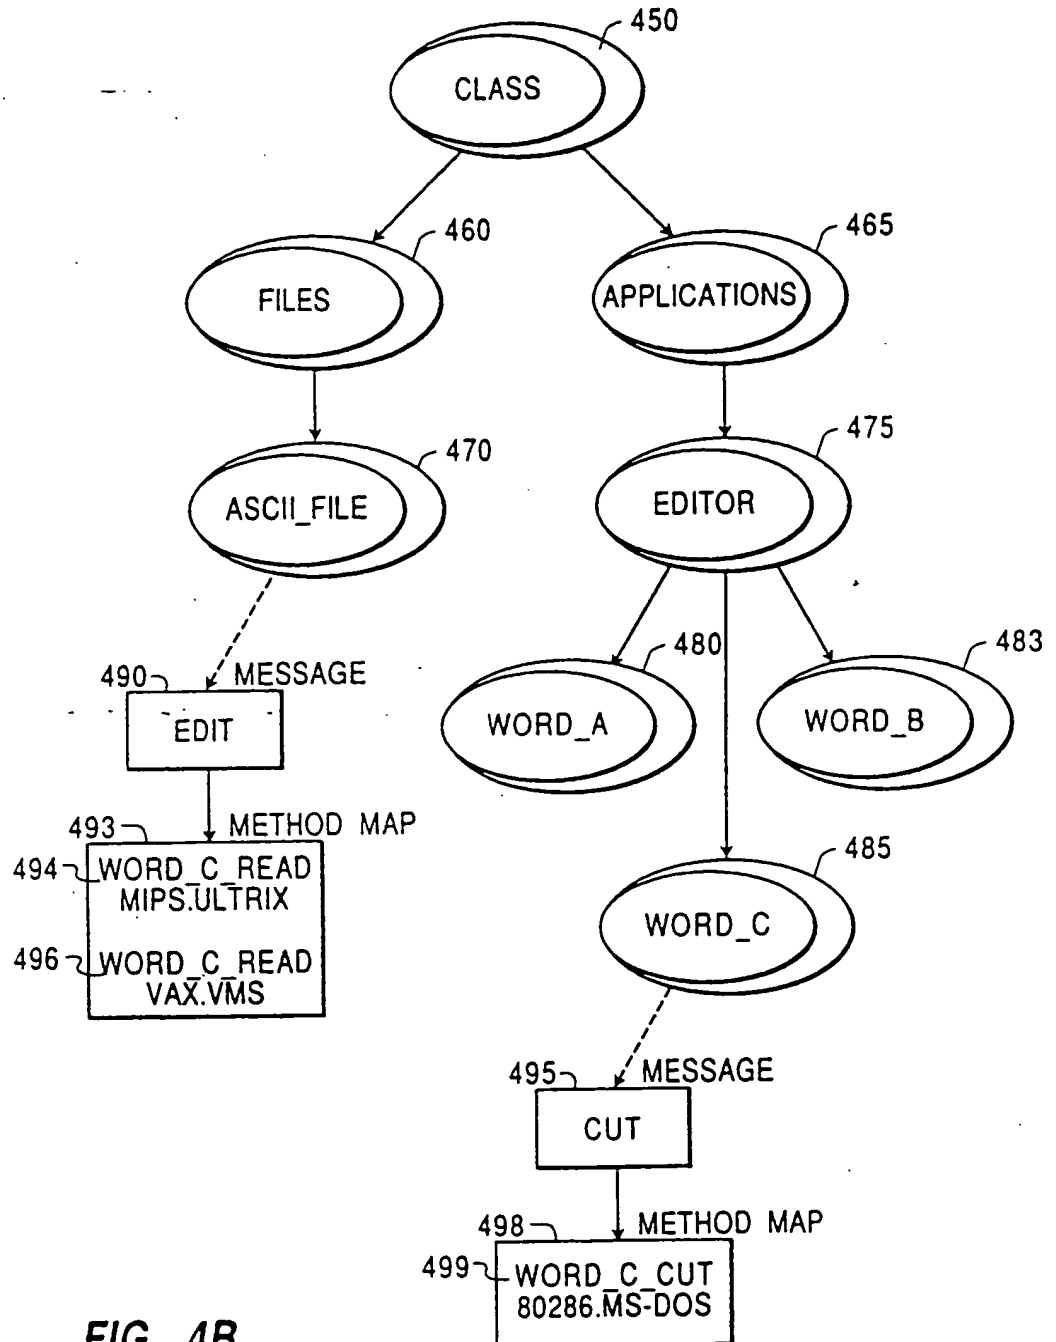 450
CLASS
460
465
FILES
APPLICATIONS
470
475
ASCII_FILE
EDITOR
480
483
490
MESSAGE
EDIT
WORD_A
WORD_B
493
METHOD MAP
494
WORD_C_READ
MIPS.ULTRIX
496
WORD_C_READ
VAX.VMS
485
WORD_C
495
MESSAGE
CUT
498
METHOD MAP
499
WORD_C_CUT
80286.MS-DOS
FIG. 4B